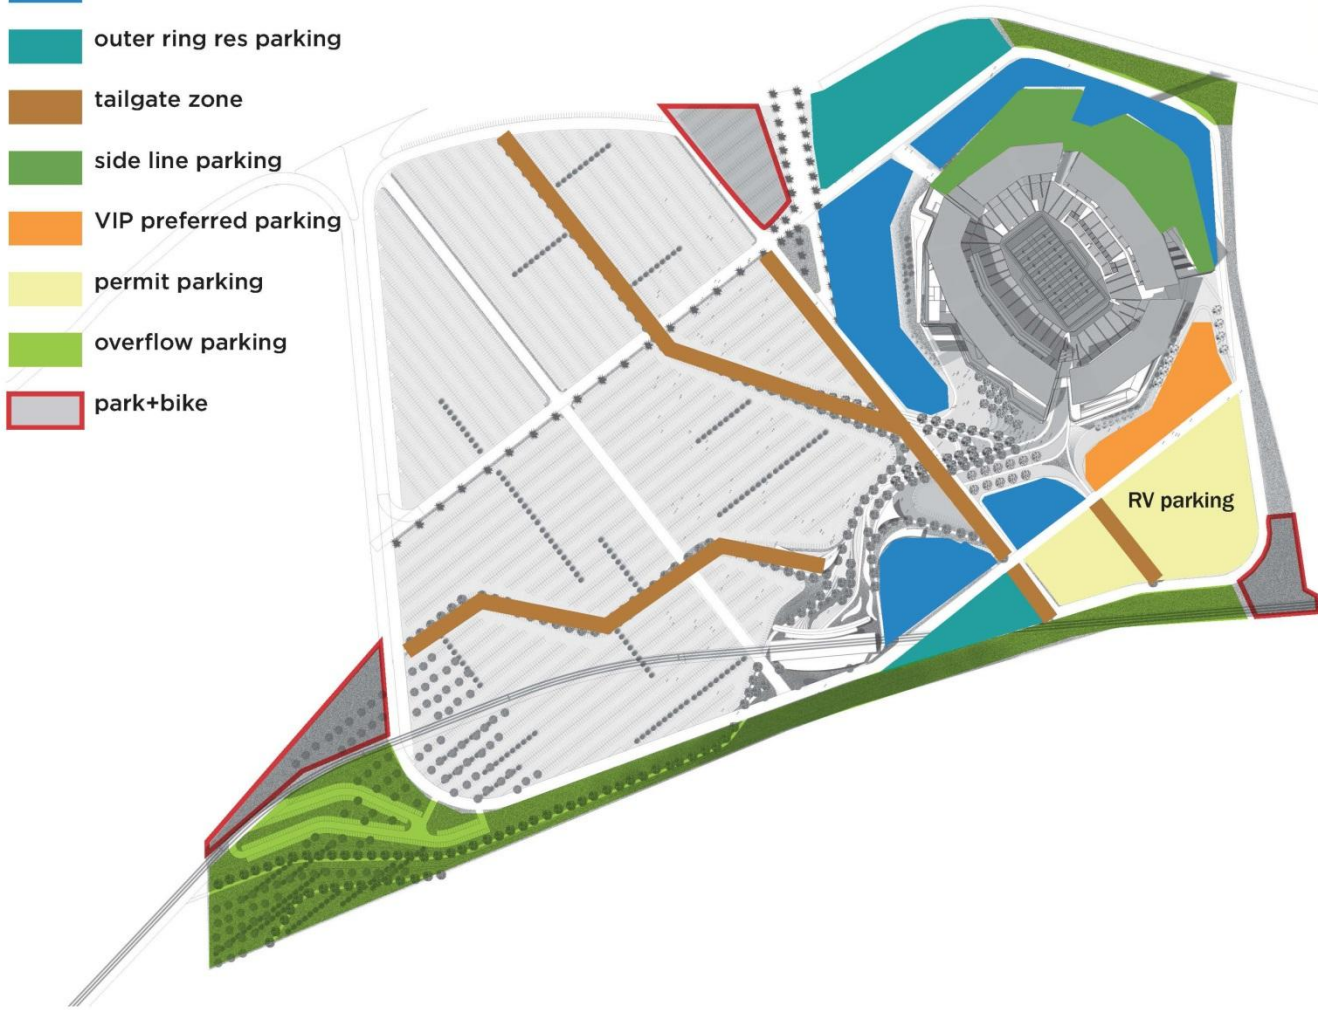 outer ring res parking
tailgate zone
side line parking
VIP preferred parking
permit parking
overflow parking
park+bike
RV parking